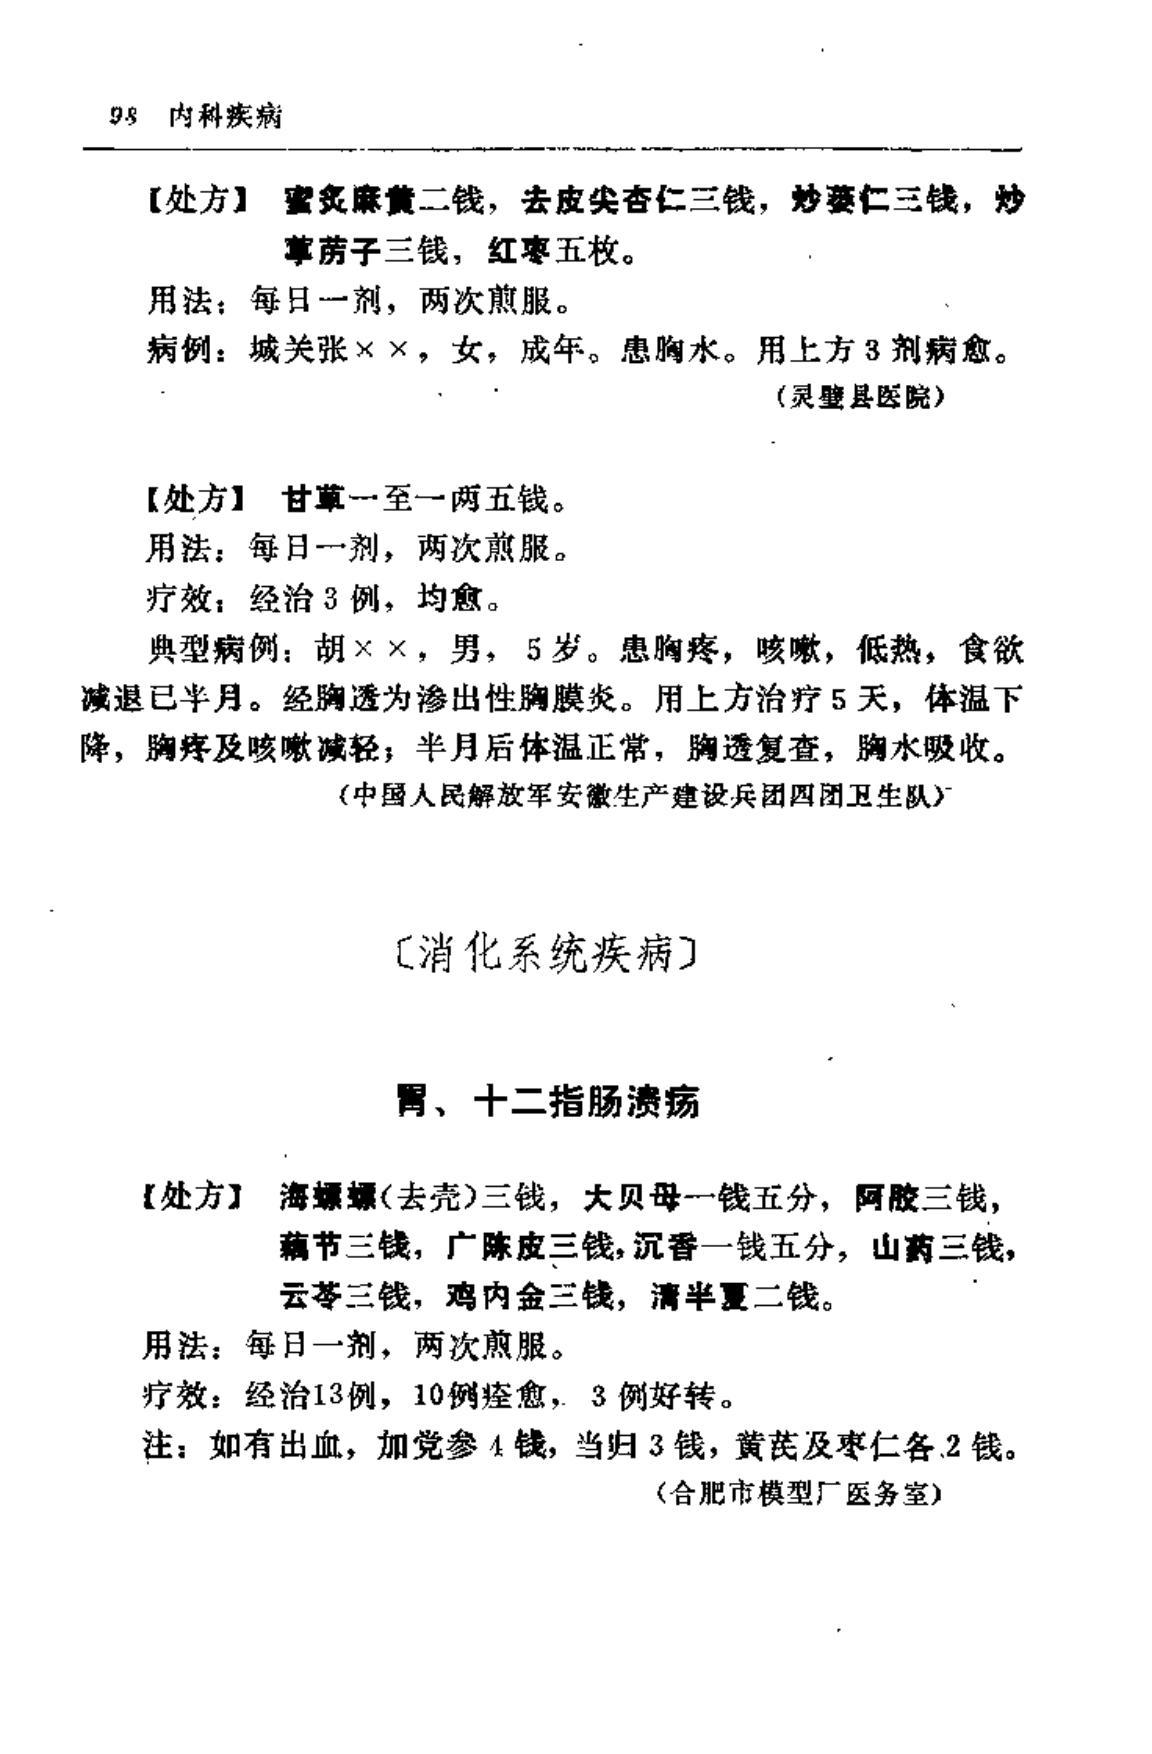 98 内科疾病
【处方】 蜜炙麻黄二钱，去皮尖杏仁三钱，炒蒌仁三钱，炒
草苈子三钱，红枣五枚。
用法：每日一剂，两次煎服。
病例：城关张××，女，成年。患胸水。用上方3剂病愈。
（灵璧县医院）
【处方】 甘草一至一两五钱。
用法：每日一剂，两次煎服。
疗效：经治3例，均愈。
典型病例：胡××，男，5岁。患胸疼，咳嗽，低热，食欲
减退已半月。经胸透为渗出性胸膜炎。用上方治疗5天，体温下
降，胸疼及咳嗽减轻；半月后体温正常，胸透复查，胸水吸收。
（中国人民解放军安徽生产建设兵团四团卫生队）
〔消化系统疾病〕
胃、十二指肠溃疡
【处方】 海螵螵（去壳）三钱，大贝母一钱五分，阿胶三钱，
藕节三钱，广陈皮三钱，沉香一钱五分，山药三钱，
云苓三钱，鸡内金三钱，清半夏二钱。
用法：每日一剂，两次煎服。
疗效：经治13例，10例痊愈，3例好转。
注：如有出血，加党参4钱，当归3钱，黄芪及枣仁各2钱。
（合肥市模型厂医务室）